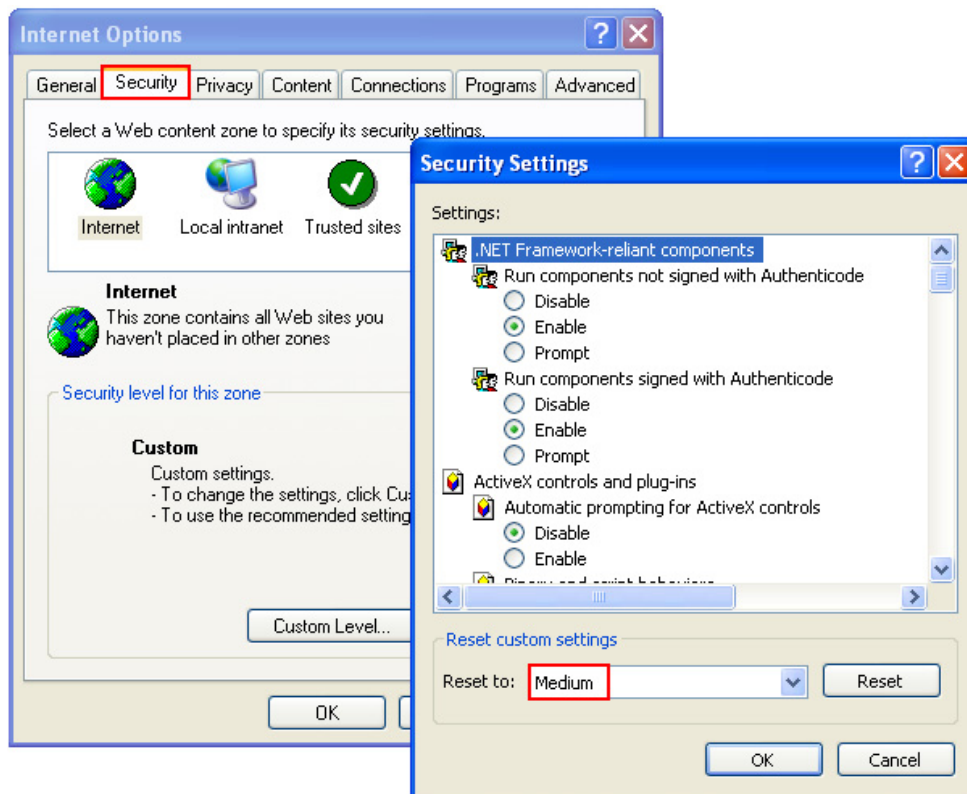 Internet Options
General Security Privacy Content Connections Programs Advanced
Select a Web content zone to specify its security settings.
Internet Local intranet Trusted sites
Internet
This zone contains all Web sites you
haven't placed in other zones
Security level for this zone
Custom
Custom settings.
- To change the settings, click
- To use the recommended
Custom Level...
OK
Security Settings
Settings:
.NET Framework-reliant components
Run components not signed with Authenticode
Disable
Enable
Prompt
Run components signed with Authenticode
Disable
Enable
Prompt
ActiveX controls and plug-ins
Automatic prompting for ActiveX controls
Disable
Enable
Reset custom settings
Reset to: Medium Reset
OK Cancel